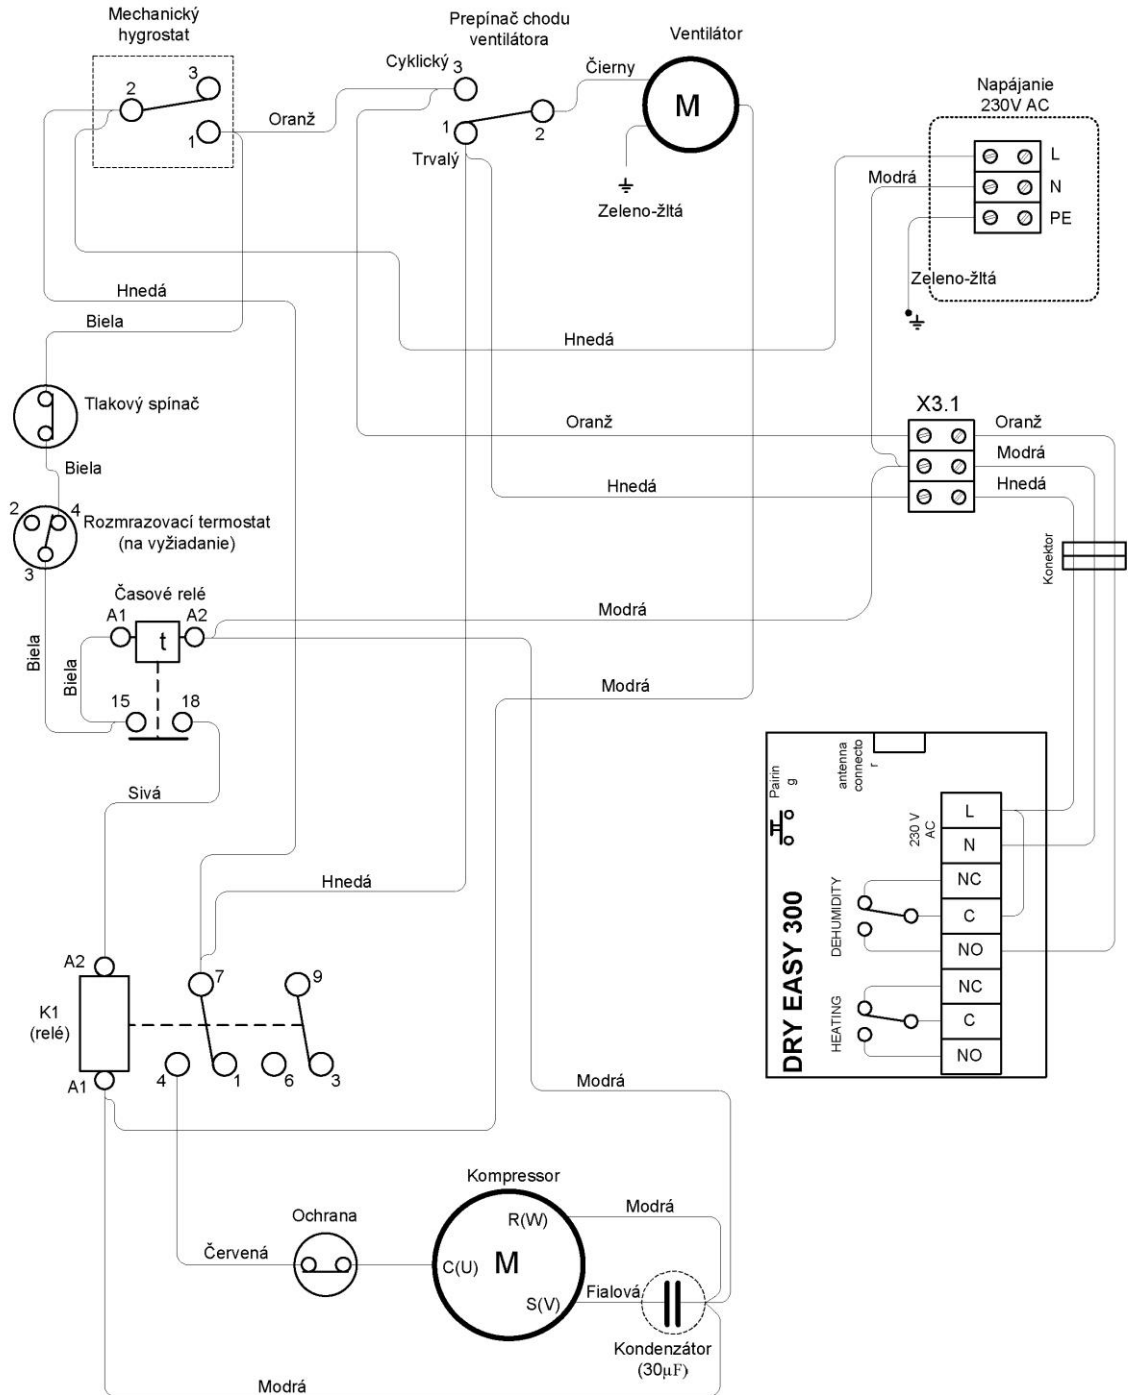 Mechanický
hygrostat
Prepínač chodu
ventilátora
Ventilátor
Cyklický
3
Čierny
Napájanie
230V AC
3
2
1
Oranž
M
1
2
Trvalý
Modrá
L
N
PE
Zeleno-žltá
Zeleno-žltá
Hnedá
Biela
Hnedá
Tlakový spínač
X3.1
Oranž
Oranž
Modrá
Biela
Hnedá
Hnedá
2
4
Rozmrazovací termostat
(na vyžiadanie)
3
Konektor
Časové relé
A1
t
A2
Modrá
Biela
Biela
Modrá
15
18
Sivá
Pairin
g
antenna
connecto
r
230 V
AC
L
N
NC
C
NO
NC
C
NO
DEHUMIDITY
HEATING
DRY EASY 300
Hnedá
A2
K1
(relé)
A1
7
9
4
1
6
3
Modrá
Kompressor
R(W)
Modrá
Ochrana
Červená
C(U)
M
S(V)
Fialová
Kondenzátor
(30µF)
Modrá